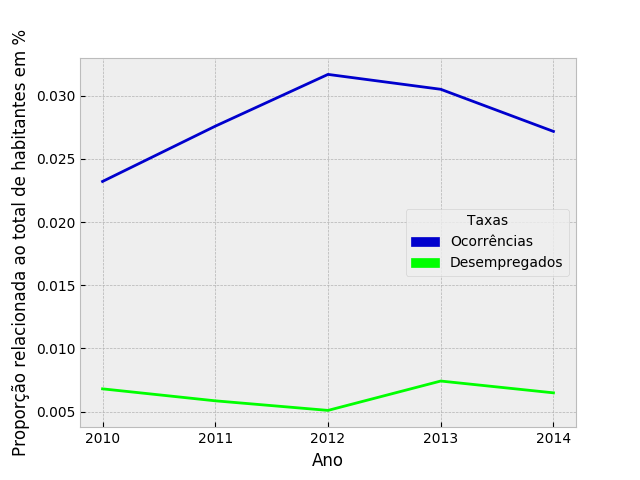 Proporção relacionada ao total de habitantes em %
0.030
0.025
0.020
0.015
0.010
0.005
Taxas
Ocorrências
Desempregados
2010 2011 2012 2013 2014
Ano